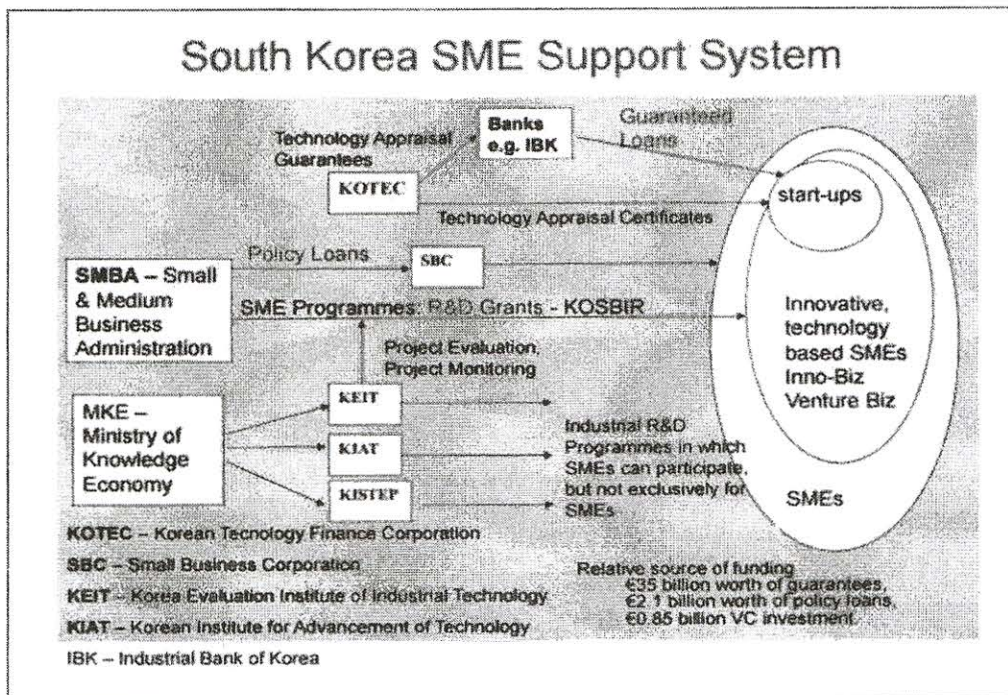 South Korea SME Support System
Technology Appraisal
Guarantees
Banks
e.g. IBK
Guaranteed
Loans
KOTEC
Technology Appraisal Certificates
start-ups
Policy Loans
SBC
SMBA – Small
& Medium
Business
Administration
SME Programmes: R&D Grants - KOSBIR
Project Evaluation,
Project Monitoring
Innovative,
technology
based SMEs
Inno-Biz
Venture Biz
MKE –
Ministry of
Knowledge
Economy
KEIT
KIAT
KISTEP
Industrial R&D
Programmes in which
SMEs can participate,
but not exclusively for
SMEs
SMEs
KOTEC – Korean Tecnology Finance Corporation
SBC – Small Business Corporation
KEIT – Korea Evaluation Institute of Industrial Technology
KIAT – Korean Institute for Advancement of Technology
IBK – Industrial Bank of Korea
Relative source of funding
€35 billion worth of guarantees,
€2.1 billion worth of policy loans,
€0.85 billion VC investment.